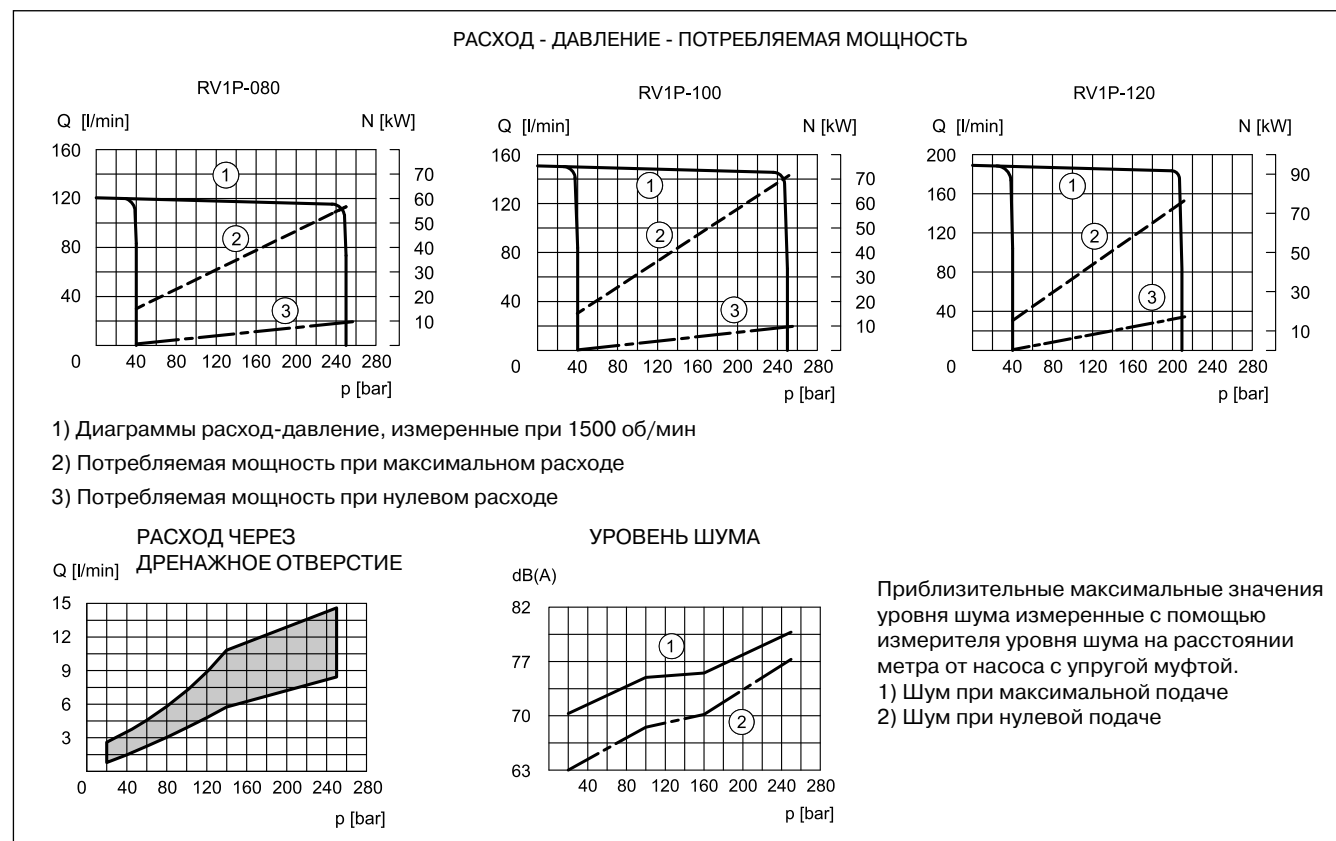 РАСХОД - ДАВЛЕНИЕ - ПОТРЕБЛЯЕМАЯ МОЩНОСТЬ
RV1P-080
Q [l/min]
N [kW]
160
120
80
40
0
70
60
50
40
30
20
10
40 80 120 160 200 240 280
p [bar]
1
2
3
RV1P-100
Q [l/min]
N [kW]
160
120
80
40
0
70
60
50
40
30
20
10
40 80 120 160 200 240 280
p [bar]
1
2
3
RV1P-120
Q [l/min]
N [kW]
200
160
120
80
40
0
90
70
50
30
10
40 80 120 160 200 240 280
p [bar]
1
2
3
1) Диаграммы расход-давление, измеренные при 1500 об/мин
2) Потребляемая мощность при максимальном расходе
3) Потребляемая мощность при нулевом расходе
РАСХОД ЧЕРЕЗ
ДРЕНАЖНОЕ ОТВЕРСТИЕ
Q [l/min]
15
12
9
6
3
0 40 80 120 160 200 240 280
p [bar]
УРОВЕНЬ ШУМА
dB(A)
82
77
70
63
1
2
0 40 80 120 160 200 240 280
p [bar]
Приблизительные максимальные значения
уровня шума измеренные с помощью
измерителя уровня шума на расстоянии
метра от насоса с упругой муфтой.
1) Шум при максимальной подаче
2) Шум при нулевой подаче